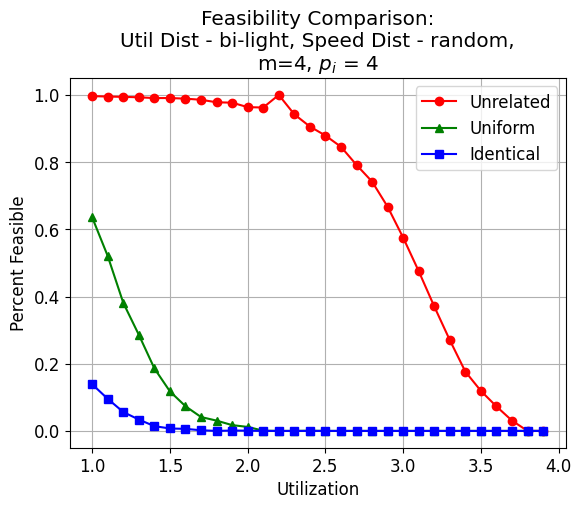 Feasibility Comparison:
Util Dist - bi-light, Speed Dist - random,
m=4, pᵢ = 4
Unrelated
Uniform
Identical
Percent Feasible
1.0
0.8
0.6
0.4
0.2
0.0
1.0 1.5 2.0 2.5 3.0 3.5 4.0
Utilization